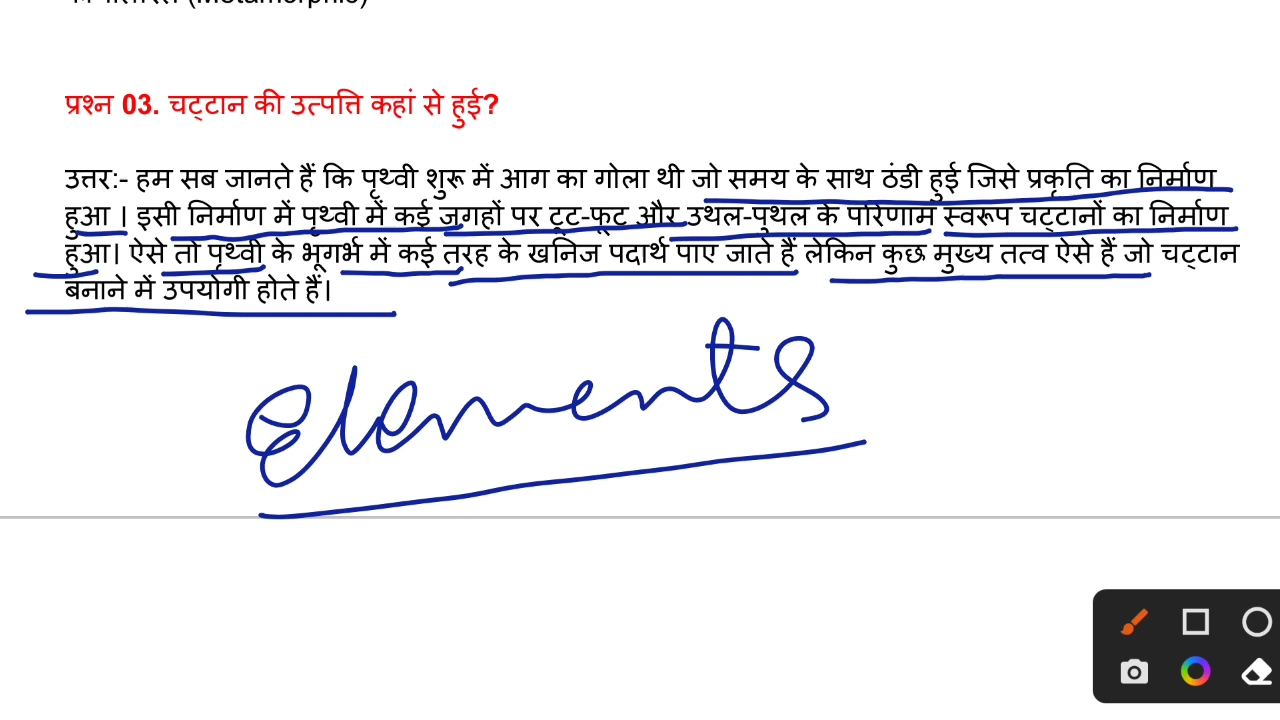 (Metamorphic)
प्रश्न 03. चट्टान की उत्पत्ति कहां से हुई?
उत्तर:- हम सब जानते हैं कि पृथ्वी शुरू में आग का गोला थी जो समय के साथ ठंडी हुई जिसे प्रकृति का निर्माण
हुआ । इसी निर्माण में पृथ्वी में कई जगहों पर टूट-फूट और उथल-पुथल के परिणाम स्वरूप चट्टानों का निर्माण
हुआ। ऐसे तो पृथ्वी के भूगर्भ में कई तरह के खनिज पदार्थ पाए जाते हैं लेकिन कुछ मुख्य तत्व ऐसे हैं जो चट्टान
बनाने में उपयोगी होते हैं।
elements